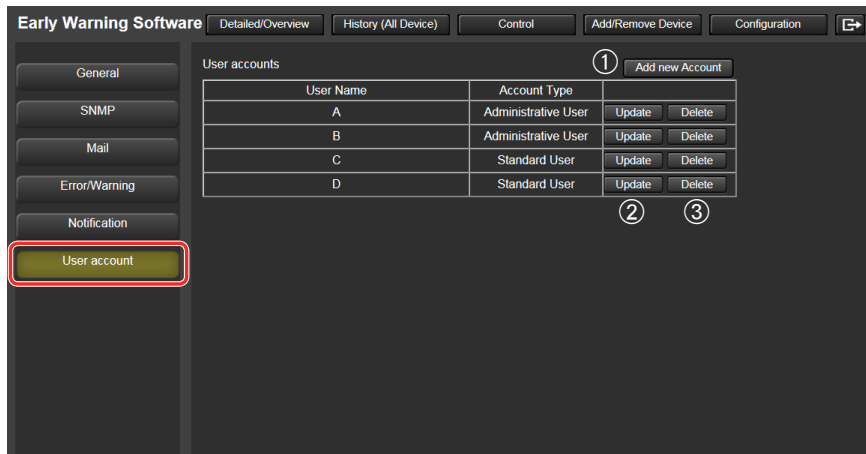 Early Warning Software Detailed/Overview History (All Device) Control Add/Remove Device Configuration
General
SNMP
Mail
Error/Warning
Notification
User account
User accounts ① Add new Account
User Name Account Type
A Administrative User Update Delete
B Administrative User Update Delete
C Standard User Update Delete
D Standard User Update Delete
② ③